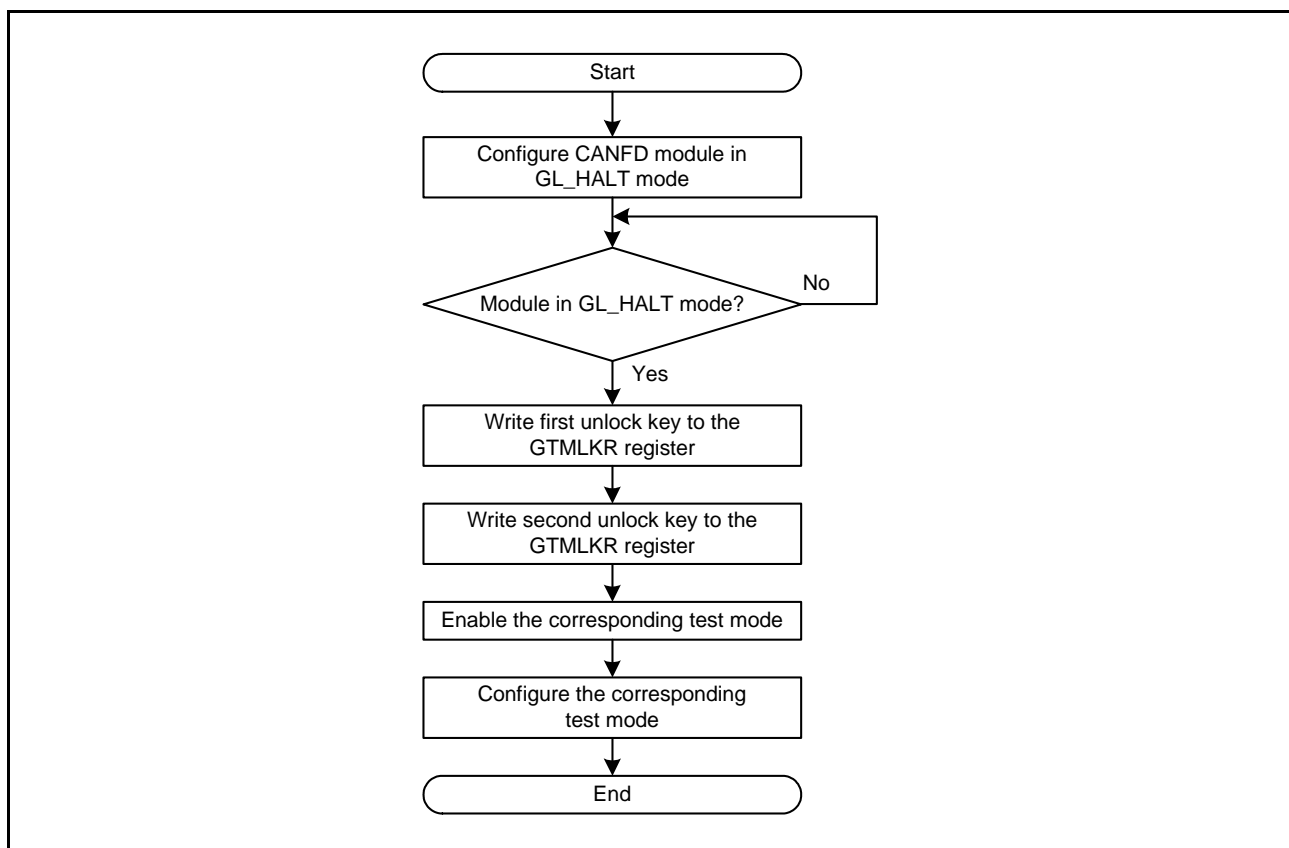 Start
Configure CANFD module in
GL_HALT mode
Module in GL_HALT mode?
No
Yes
Write first unlock key to the
GTMLKR register
Write second unlock key to the
GTMLKR register
Enable the corresponding test mode
Configure the corresponding
test mode
End